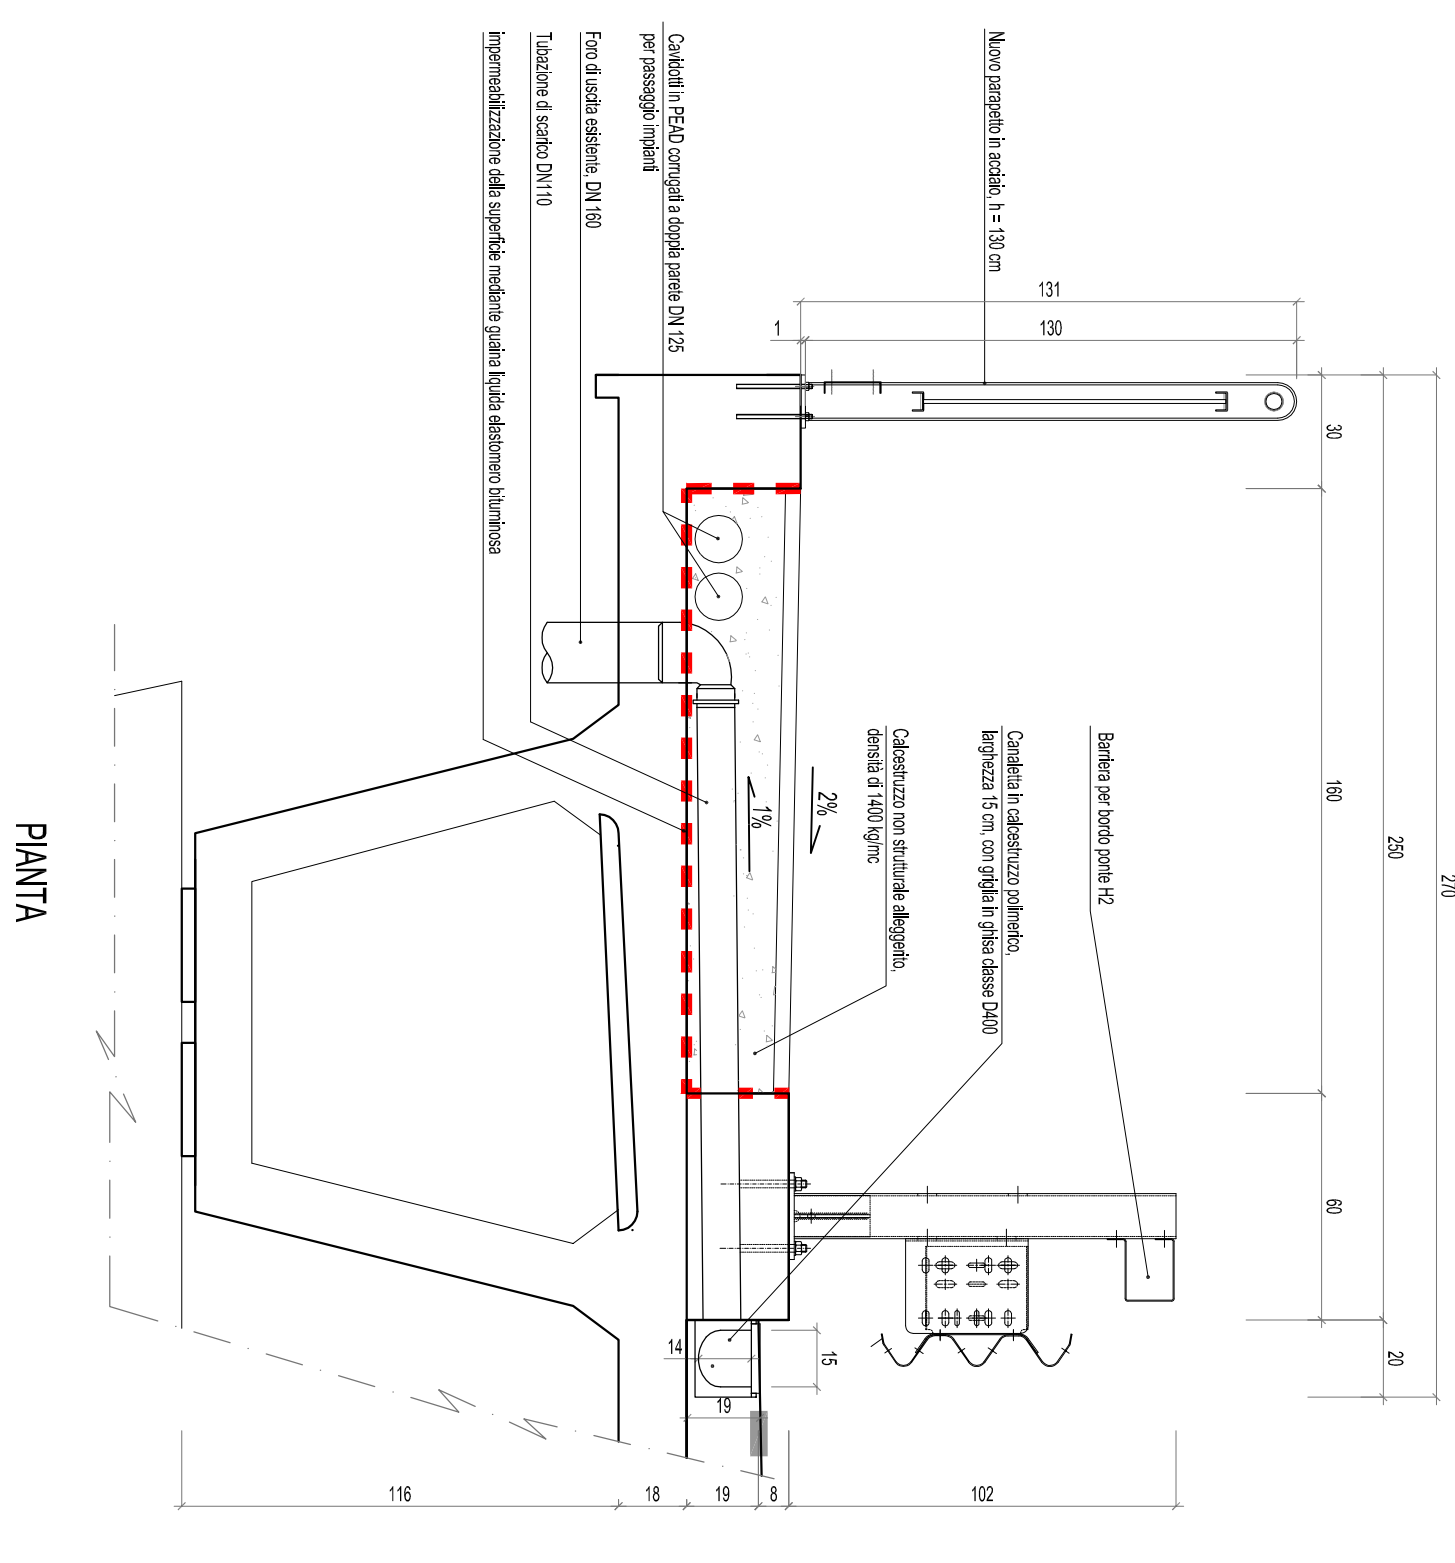 Nuovo parapetto in acciaio, h = 130 cm
Cavidotti in PEAD corrugati a doppia parete DN 125
per passaggio impianti
Foro di uscita esistente, DN 160
Tubazione di scarico DN110
impermeabilizzazione della superficie mediante guaina liquida elastomero bituminosa
Barriera per bordo ponte H2
Canaletta in calcestruzzo polimerico,
larghezza 15 cm, con griglia in ghisa classe D400
Calcestruzzo non strutturale alleggerito,
densità di 1400 kg/mc
2%
1%
131
130
1
30
160
60
250
20
270
14
15
19
116
18
19
8
102
PIANTA